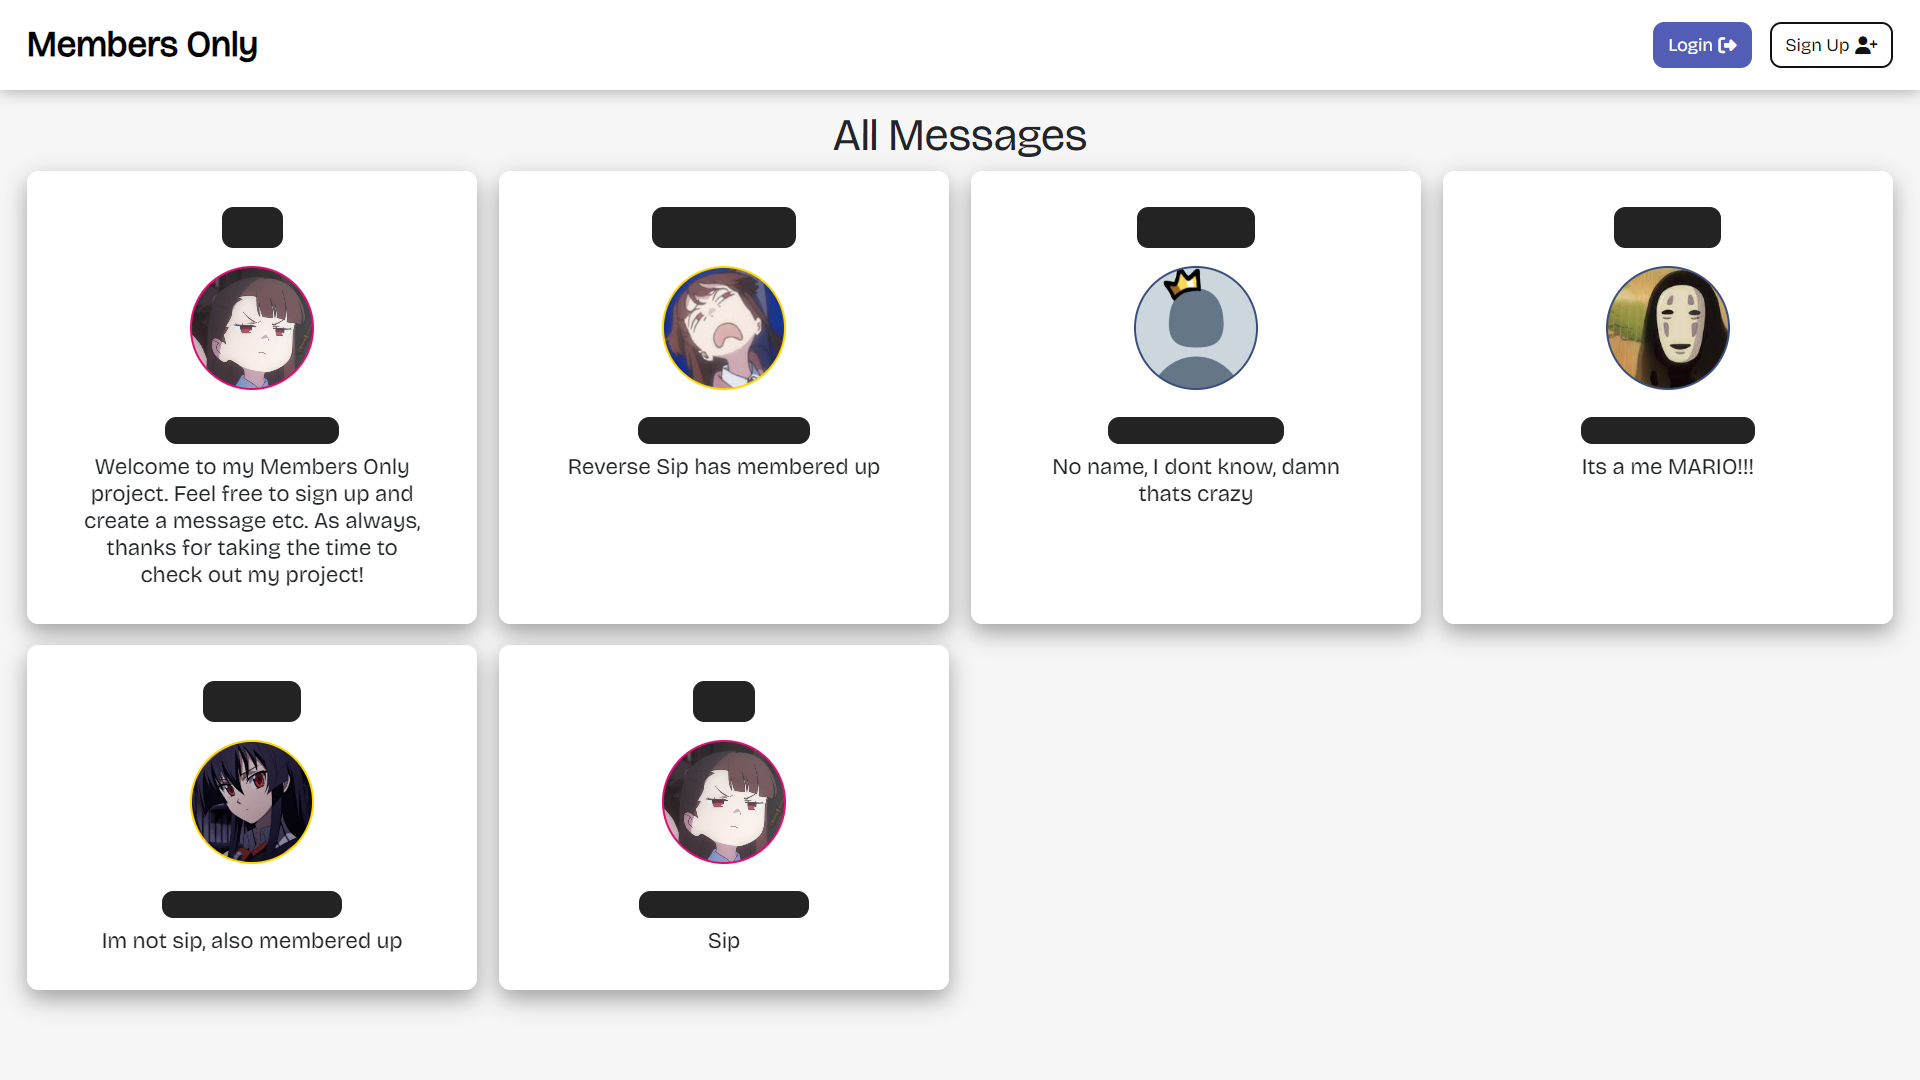 Members Only
Login
Sign Up
All Messages
Welcome to my Members Only
project. Feel free to sign up and
create a message etc. As always,
thanks for taking the time to
check out my project!
Reverse Sip has membered up
No name, I dont know, damn
thats crazy
Its a me MARIO!!!
Im not sip, also membered up
Sip